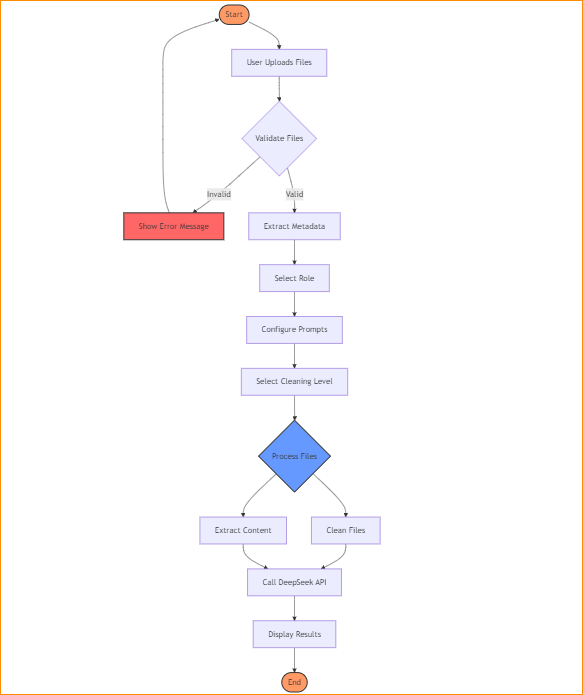 Start
User Uploads Files
Validate Files
Invalid
Valid
Show Error Message
Extract Metadata
Select Role
Configure Prompts
Select Cleaning Level
Process Files
Extract Content
Clean Files
Call DeepSeek API
Display Results
End